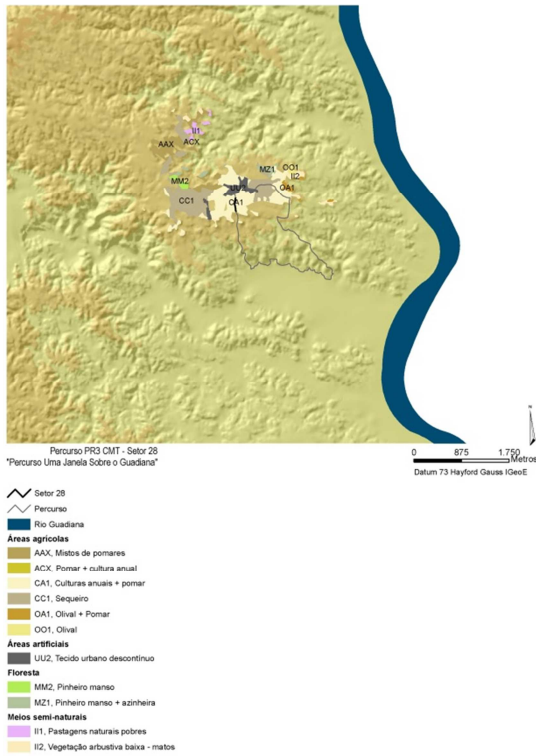 II1
ACX
AAX
MM2
MZ1
OO1
II2
UU2
OA1
CC1
CA1
N
Percurso PR3 CMT - Setor 28
"Percurso Uma Janela Sobre o Guadiana"
0 875 1.750
Metros
Datum 73 Hayford Gauss IGeoE
Setor 28
Percurso
Rio Guadiana
Áreas agrícolas
AAX, Mistos de pomares
ACX, Pomar + cultura anual
CA1, Culturas anuais + pomar
CC1, Sequeiro
OA1, Olival + Pomar
OO1, Olival
Áreas artificiais
UU2, Tecido urbano descontínuo
Floresta
MM2, Pinheiro manso
MZ1, Pinheiro manso + azinheira
Meios semi-naturais
II1, Pastagens naturais pobres
II2, Vegetação arbustiva baixa - matos